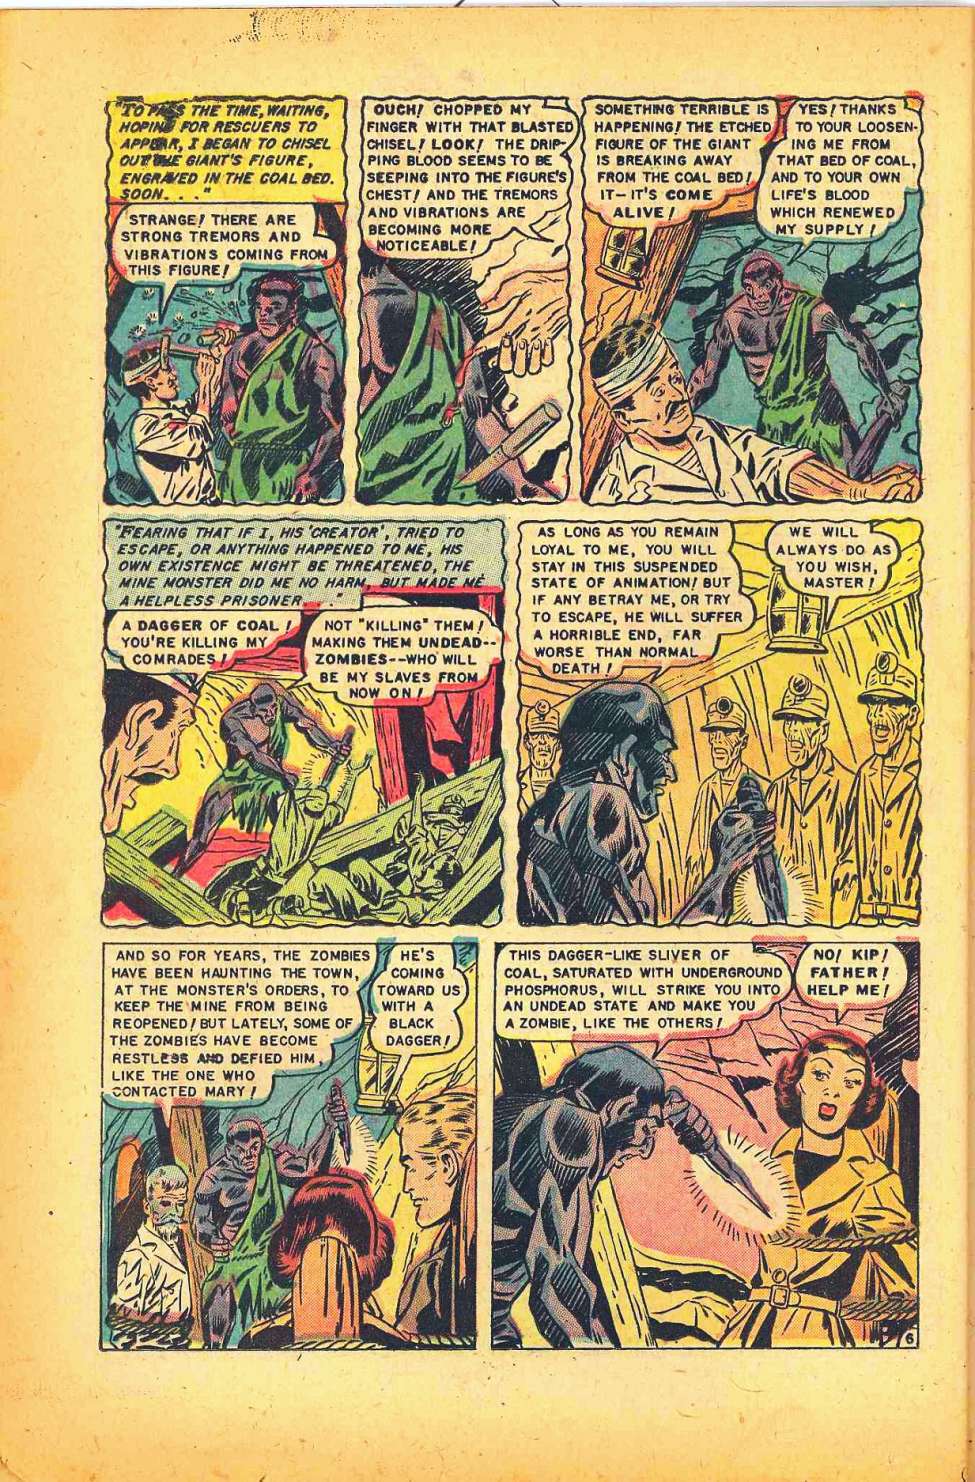 "TO PASS THE TIME, WAITING,
HOPING FOR RESCUERS TO
APPEAR, I BEGAN TO CHISEL
OUT THE GIANT'S FIGURE,
ENGRAVED IN THE COAL BED.
SOON. . ."
STRANGE! THERE ARE
STRONG TREMORS AND
VIBRATIONS COMING FROM
THIS FIGURE!
OUCH! CHOPPED MY
FINGER WITH THAT BLASTED
CHISEL! LOOK! THE DRIP-
PING BLOOD SEEMS TO BE
SEEPING INTO THE FIGURE'S
CHEST! AND THE TREMORS
AND VIBRATIONS ARE
BECOMING MORE
NOTICEABLE!
SOMETHING TERRIBLE IS
HAPPENING! THE ETCHED
FIGURE OF THE GIANT
IS BREAKING AWAY
FROM THE COAL BED!
IT-- IT'S COME
ALIVE!
YES! THANKS
TO YOUR LOOSEN-
ING ME FROM
THAT BED OF COAL,
AND TO YOUR OWN
LIFE'S BLOOD
WHICH RENEWED
MY SUPPLY!
"FEARING THAT IF I, HIS 'CREATOR', TRIED TO
ESCAPE, OR ANYTHING HAPPENED TO ME, HIS
OWN EXISTENCE MIGHT BE THREATENED, THE
MINE MONSTER DID ME NO HARM, BUT MADE ME
A HELPLESS PRISONER. . ."
A DAGGER OF COAL!
YOU'RE KILLING MY
COMRADES!
NOT "KILLING" THEM!
MAKING THEM UNDEAD--
ZOMBIES--WHO WILL
BE MY SLAVES FROM
NOW ON!
AS LONG AS YOU REMAIN
LOYAL TO ME, YOU WILL
STAY IN THIS SUSPENDED
STATE OF ANIMATION! BUT
IF ANY BETRAY ME, OR TRY
TO ESCAPE, HE WILL SUFFER
A HORRIBLE END, FAR
WORSE THAN NORMAL
DEATH!
WE WILL
ALWAYS DO AS
YOU WISH,
MASTER!
AND SO FOR YEARS, THE ZOMBIES
HAVE BEEN HAUNTING THE TOWN,
AT THE MONSTER'S ORDERS, TO
KEEP THE MINE FROM BEING
REOPENED! BUT LATELY, SOME OF
THE ZOMBIES HAVE BECOME
RESTLESS AND DEFIED HIM,
LIKE THE ONE WHO
CONTACTED MARY!
HE'S
COMING
TOWARD US
WITH A
BLACK
DAGGER!
THIS DAGGER-LIKE SLIVER OF
COAL, SATURATED WITH UNDERGROUND
PHOSPHORUS, WILL STRIKE YOU INTO
AN UNDEAD STATE AND MAKE YOU
A ZOMBIE, LIKE THE OTHERS!
NO! KIP!
FATHER!
HELP ME!
6